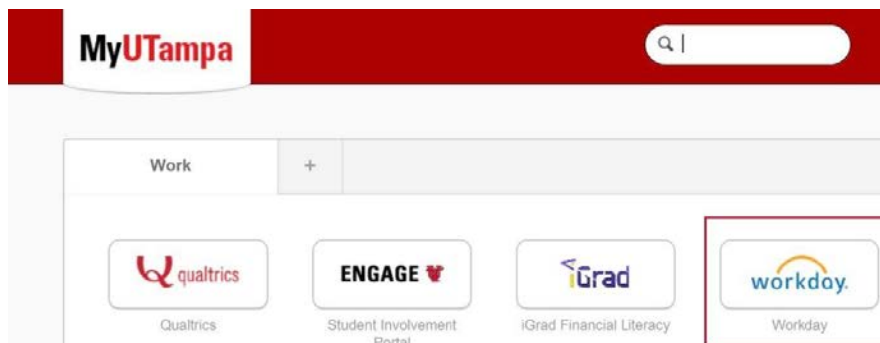 MyUTampa
Work +
qualtrics
ENGAGE
iGrad
workday.
Qualtrics
Student Involvement
Portal
iGrad Financial Literacy
Workday